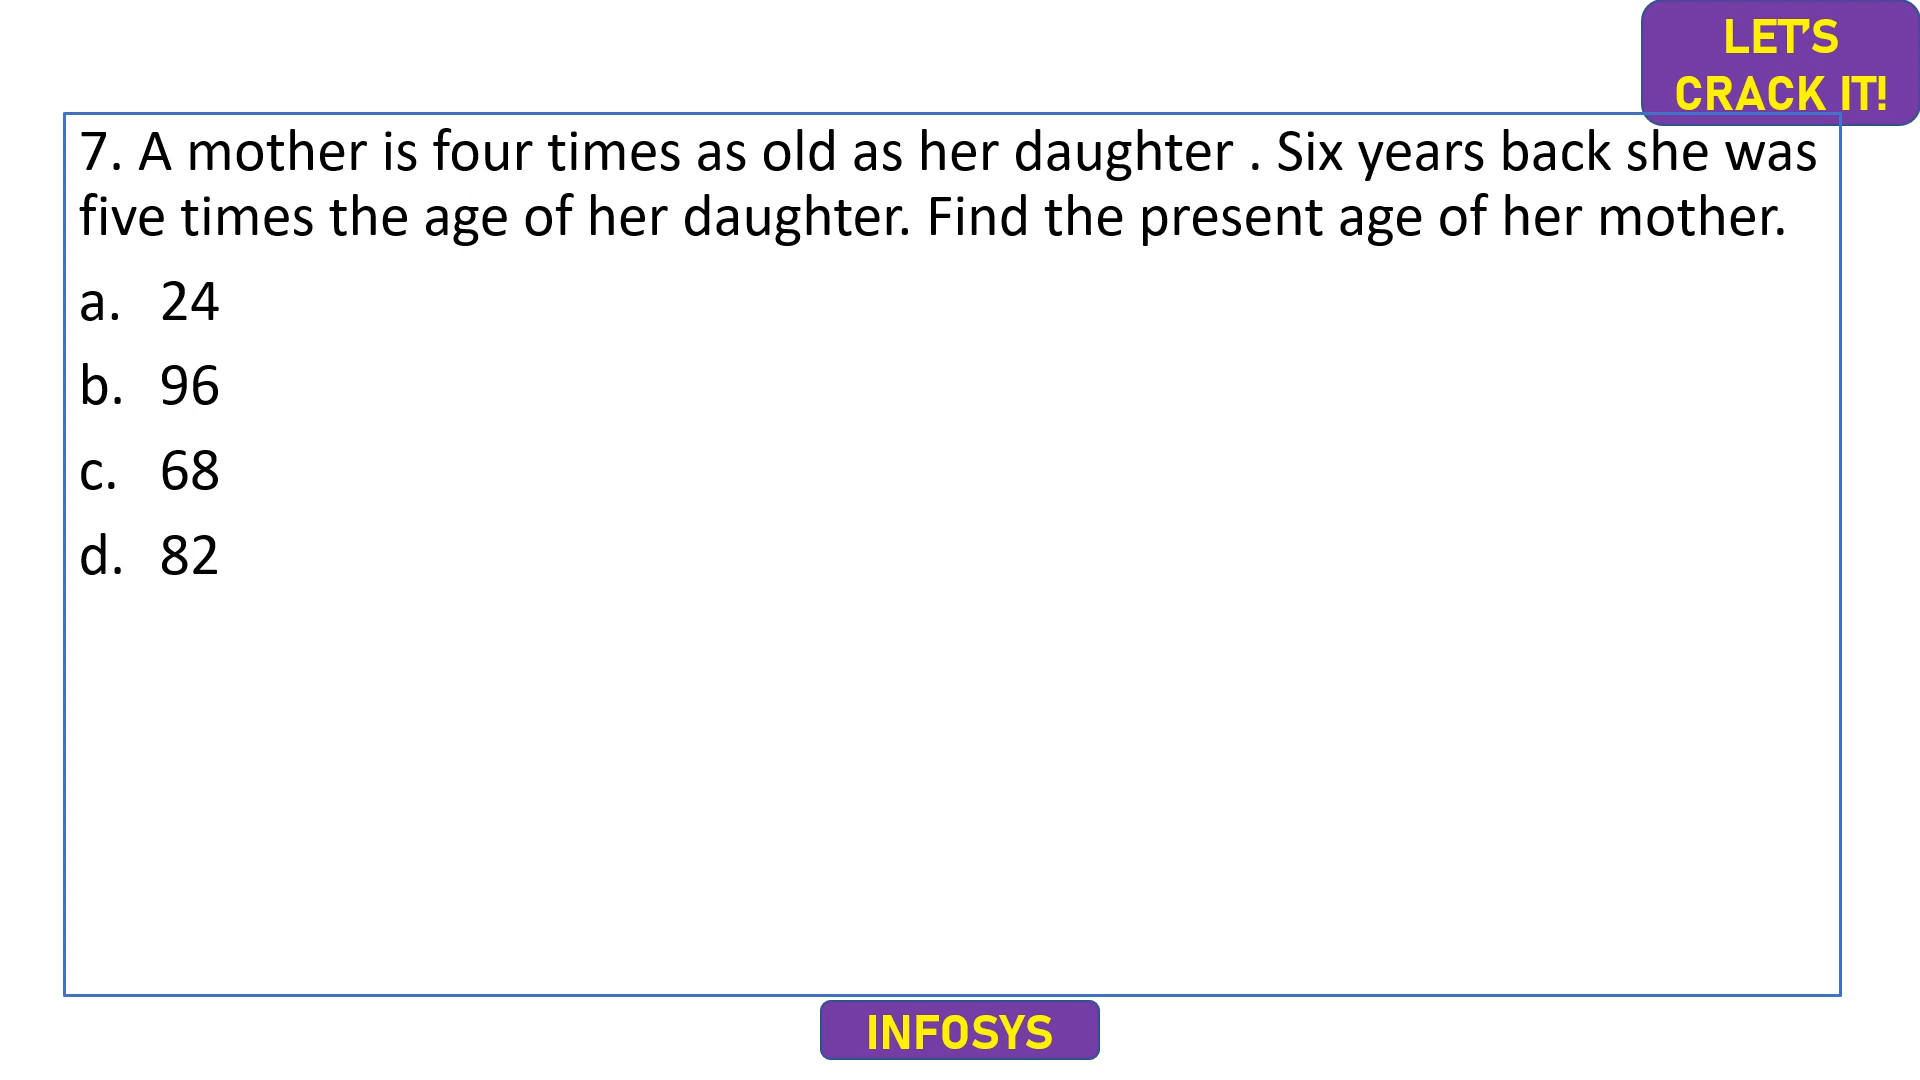 LET'S
CRACK IT!
7. A mother is four times as old as her daughter . Six years back she was
five times the age of her daughter. Find the present age of her mother.
a. 24
b. 96
c. 68
d. 82
INFOSYS